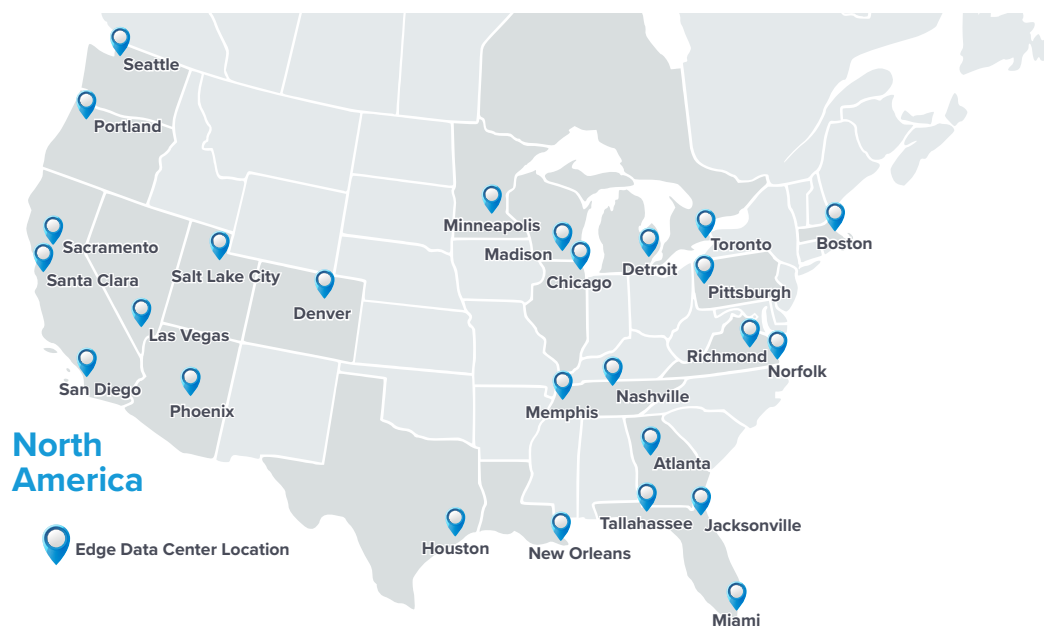 Seattle
Portland
Minneapolis
Sacramento
Madison
Toronto
Boston
Santa Clara
Salt Lake City
Chicago
Detroit
Denver
Pittsburgh
Las Vegas
Richmond
Norfolk
San Diego
Phoenix
Memphis
Nashville
North
America
Atlanta
Tallahassee
Jacksonville
Edge Data Center Location
Houston
New Orleans
Miami